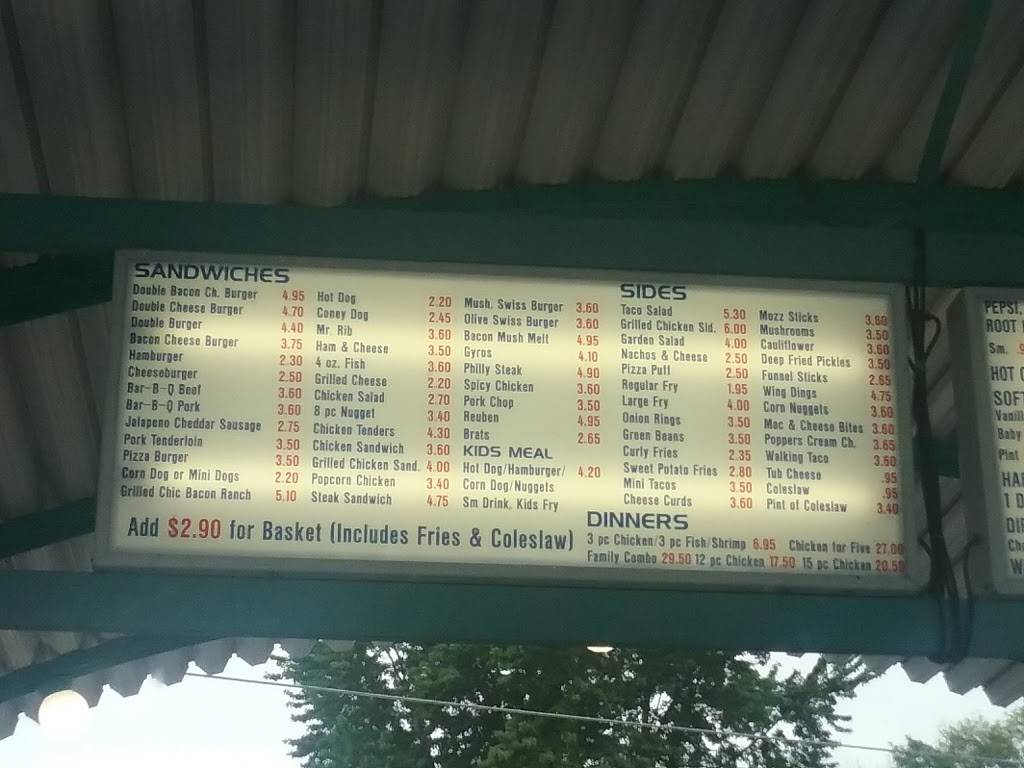 SANDWICHES
Double Bacon Ch. Burger 4.95
Double Cheese Burger 4.70
Double Burger 4.40
Bacon Cheese Burger 3.75
Hamburger 2.30
Cheeseburger 2.50
Bar-B-Q Beef 3.60
Bar-B-Q Pork 3.60
Jalapeno Cheddar Sausage 2.75
Pork Tenderloin 3.50
Pizza Burger 3.50
Corn Dog or Mini Dogs 2.20
Grilled Chic Bacon Ranch 5.10
Hot Dog 2.20
Coney Dog 2.45
Mr. Rib 3.60
Ham & Cheese 3.50
4 oz. Fish 3.60
Grilled Cheese 2.20
Chicken Salad 2.70
8 pc Nugget 3.40
Chicken Tenders 4.30
Chicken Sandwich 3.60
Grilled Chicken Sand. 4.00
Popcorn Chicken 3.40
Steak Sandwich 4.75
Mush. Swiss Burger 3.60
Olive Swiss Burger 3.60
Bacon Mush Melt 4.95
Gyros 4.10
Philly Steak 4.90
Spicy Chicken 3.60
Pork Chop 3.50
Reuben 4.95
Brats 2.65
KIDS MEAL
Hot Dog/Hamburger/ 4.20
Corn Dog/Nuggets
Sm Drink, Kids Fry
Add $2.90 for Basket (Includes Fries & Coleslaw)
SIDES
Taco Salad 5.30
Grilled Chicken Sld. 6.00
Garden Salad 4.00
Nachos & Cheese 2.50
Pizza Puff 2.50
Regular Fry 1.95
Large Fry 4.00
Onion Rings 3.50
Green Beans 3.50
Curly Fries 2.35
Sweet Potato Fries 2.80
Mini Tacos 3.50
Cheese Curds 3.60
Mozz Sticks 3.60
Mushrooms 3.50
Cauliflower 3.60
Deep Fried Pickles 3.50
Funnel Sticks 2.65
Wing Dings 4.75
Corn Nuggets 3.60
Mac & Cheese Bites 3.60
Poppers Cream Ch. 3.65
Walking Taco 3.50
Tub Cheese .95
Coleslaw .95
Pint of Coleslaw 3.40
DINNERS
3 pc Chicken/3 pc Fish/Shrimp 6.95 Chicken for Five 27.00
Family Combo 29.50 12 pc Chicken 17.50 15 pc Chicken 20.50
PEPSI,
ROOT
Sm.
HOT
SOFT
Baby
Pint